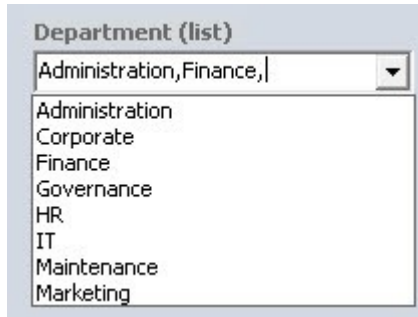 Department (list)
Administration,Finance,
Administration
Corporate
Finance
Governance
HR
IT
Maintenance
Marketing